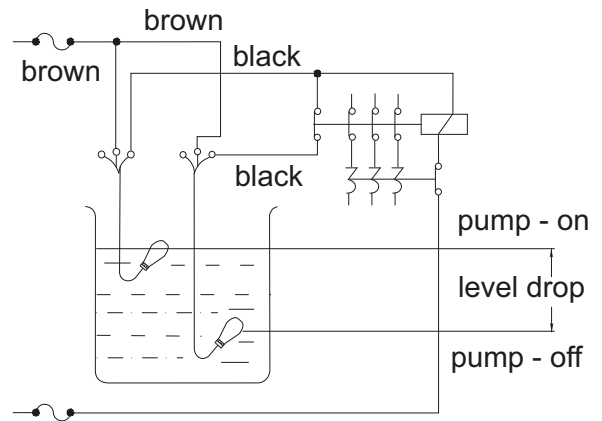 brown
brown
black
black
pump - on
level drop
pump - off